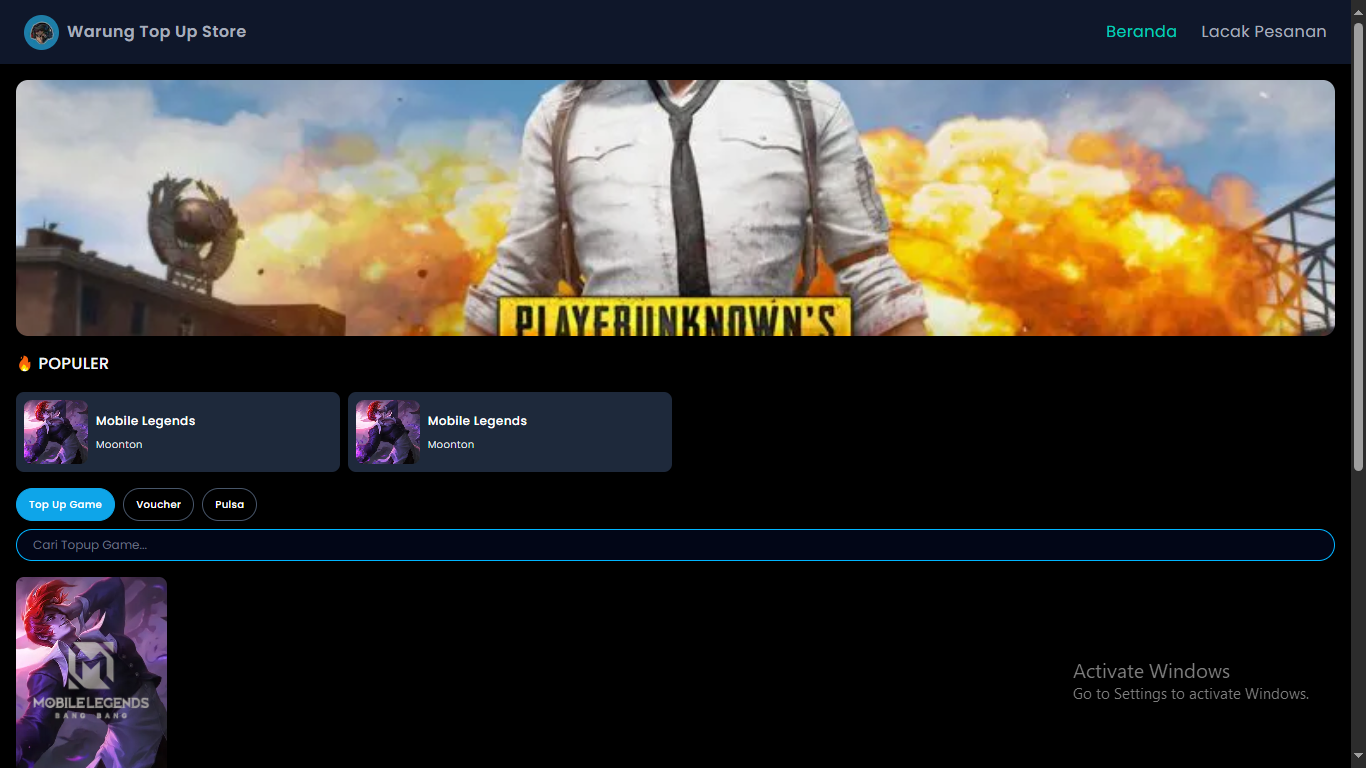 Warung Top Up Store
Beranda
Lacak Pesanan
PLAYERUNKNOWN'S
🔥 POPULER
Mobile Legends
Moonton
Mobile Legends
Moonton
Top Up Game
Voucher
Pulsa
Cari Topup Game...
MOBILE LEGENDS
BANG BANG
Activate Windows
Go to Settings to activate Windows.